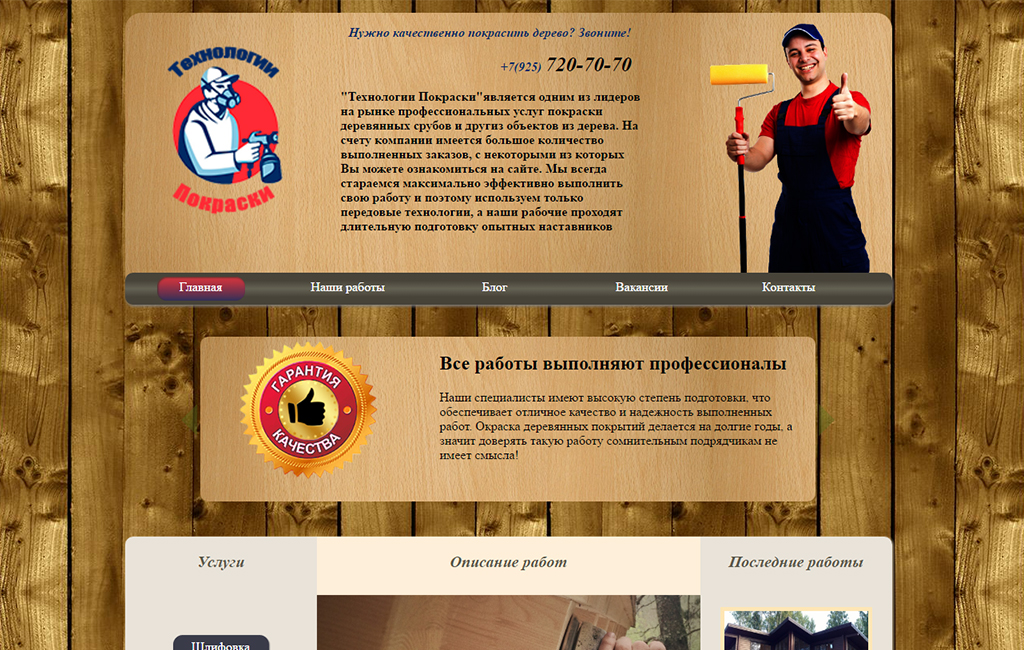 Технологии
Покраски
Нужно качественно покрасить дерево? Звоните!
+7(925) 720-70-70
"Технологии Покраски"является одним из лидеров
на рынке профессиональных услуг покраски
деревянных срубов и другиз объектов из дерева. На
счету компании имеется большое количество
выполненных заказов, с некоторыми из которых
Вы можете ознакомиться на сайте. Мы всегда
стараемся максимально эффективно выполнить
свою работу и поэтому используем только
передовые технологии, а наши рабочие проходят
длительную подготовку опытных наставников
Главная
Наши работы
Блог
Вакансии
Контакты
ГАРАНТИЯ
КАЧЕСТВА
Все работы выполняют профессионалы
Наши специалисты имеют высокую степень подготовки, что
обеспечивает отличное качество и надежность выполненных
работ. Окраска деревянных покрытий делается на долгие годы, а
значит доверять такую работу сомнительным подрядчикам не
имеет смысла!
Услуги
Описание работ
Последние работы
Шлифовка